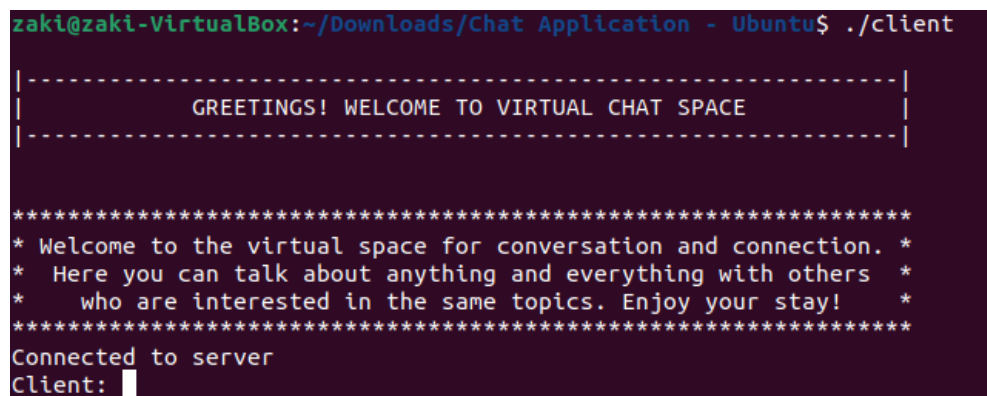 zaki@zaki-VirtualBox:~/Downloads/Chat Application - Ubuntu$ ./client
|---------------------------------------------------------------|
| GREETINGS! WELCOME TO VIRTUAL CHAT SPACE |
|---------------------------------------------------------------|
*****************************************************************
* Welcome to the virtual space for conversation and connection. *
* Here you can talk about anything and everything with others *
* who are interested in the same topics. Enjoy your stay! *
*****************************************************************
Connected to server
Client: